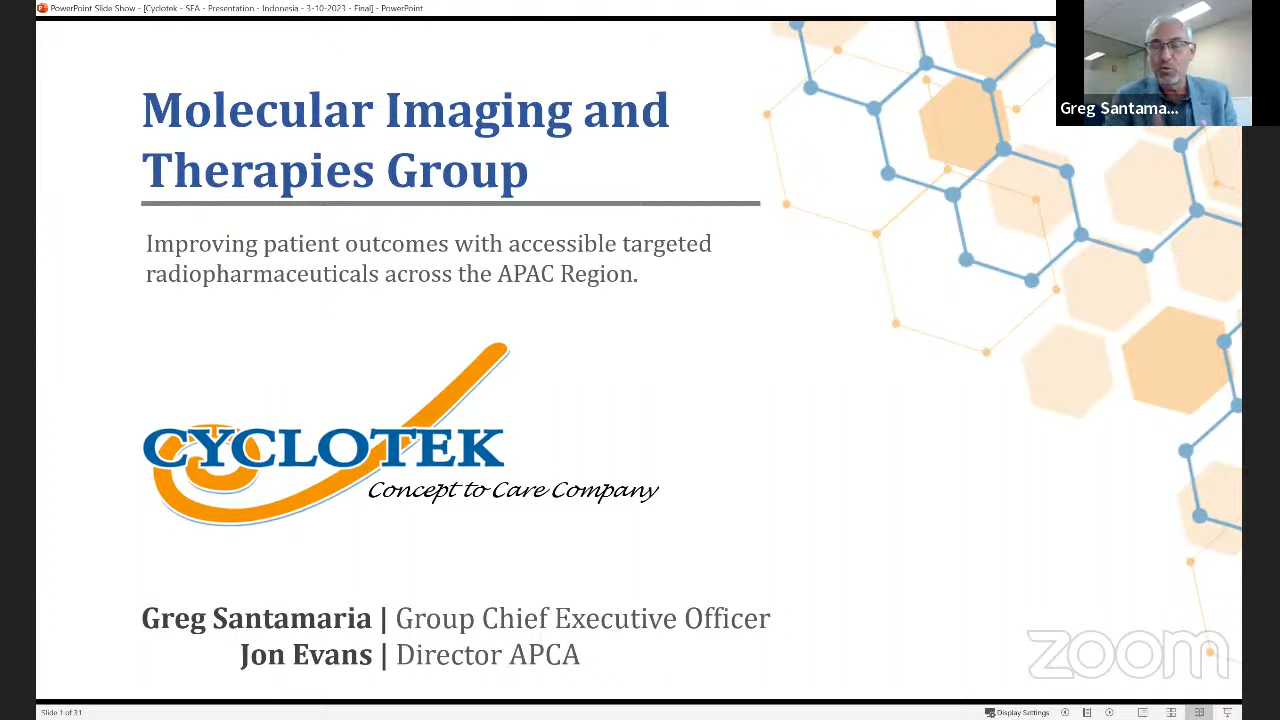 PowerPoint Slide Show - [Cyclotek - SEA - Presentation - Indonesia - 3-10-2023 - Final] - PowerPoint
Greg Santama...
Molecular Imaging and
Therapies Group
Improving patient outcomes with accessible targeted
radiopharmaceuticals across the APAC Region.
CYCLOTEK
Concept to Care Company
Greg Santamaria | Group Chief Executive Officer
Jon Evans | Director APCA
zoom
Slide 1 of 31
Display Settings